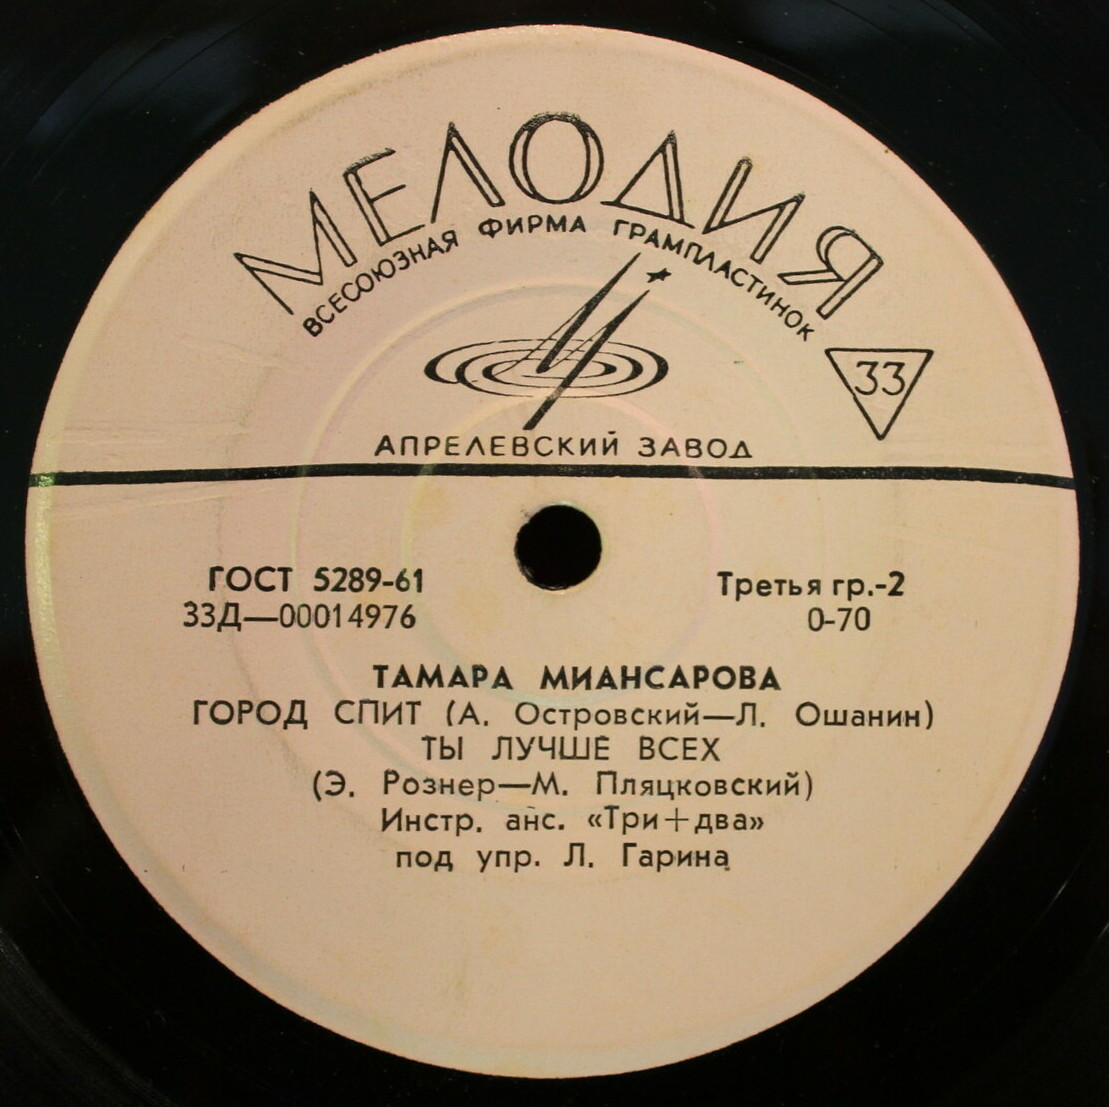 МЕЛОДИЯ
ВСЕСОЮЗНАЯ ФИРМА ГРАМПЛАСТИНОК
33
АПРЕЛЕВСКИЙ ЗАВОД
ГОСТ 5289-61
33Д—00014976
Третья гр.-2
0-70
ТАМАРА МИАНСАРОВА
ГОРОД СПИТ (А. Островский—Л. Ошанин)
ТЫ ЛУЧШЕ ВСЕХ
(Э. Рознер—М. Пляцковский)
Инстр. анс. «Три+два»
под упр. Л. Гарина